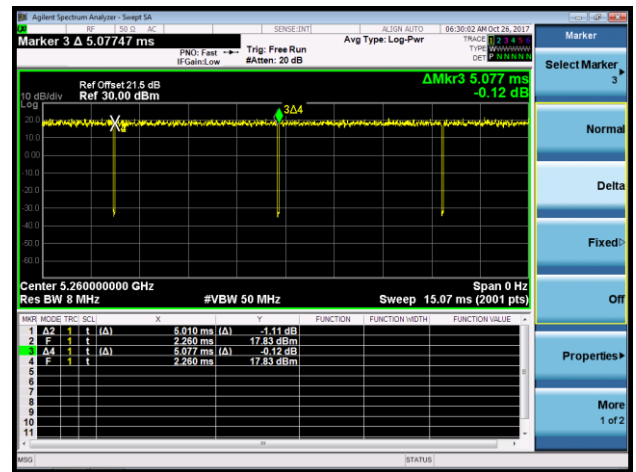 Agilent Spectrum Analyzer - Swept SA
RF 50 Ω AC SENSE:INT ALIGN AUTO 06:30:02 AM Oct 26, 2017
Marker 3 Δ 5.07747 ms
PNO: Fast
IFGain:Low
Trig: Free Run
#Atten: 20 dB
Avg Type: Log-Pwr
TRACE 1 2 3 4 5 6
TYPE WWWWWWW
DET P N N N N N
Marker
Select Marker
3
Normal
Delta
Fixed
Off
Properties
More
1 of 2
ΔMkr3 5.077 ms
-0.12 dB
Ref Offset 21.5 dB
10 dB/div Ref 30.00 dBm
Log
3Δ4
20.0
10.0
0.00
-10.0
-20.0
-30.0
-40.0
-50.0
-60.0
Center 5.260000000 GHz Span 0 Hz
Res BW 8 MHz #VBW 50 MHz Sweep 15.07 ms (2001 pts)
MKR MODE TRC SCL X Y FUNCTION FUNCTION WIDTH FUNCTION VALUE
1 Δ2 1 t (Δ) 5.010 ms (Δ) -1.11 dB
2 F 1 t 2.260 ms 17.83 dBm
3 Δ4 1 t (Δ) 5.077 ms (Δ) -0.12 dB
4 F 1 t 2.260 ms 17.83 dBm
5
6
7
8
9
10
11
MSG STATUS